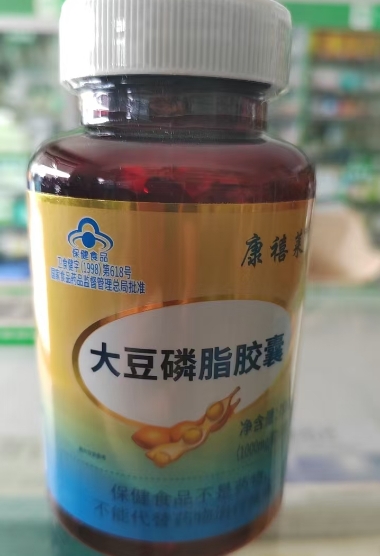 康禧莱
保健食品
卫食健字(1998)第618号
国家食品药品监督管理总局批准
大豆磷脂胶囊
净含量
(1000m
保健食品不是药物
不能代替药物治疗